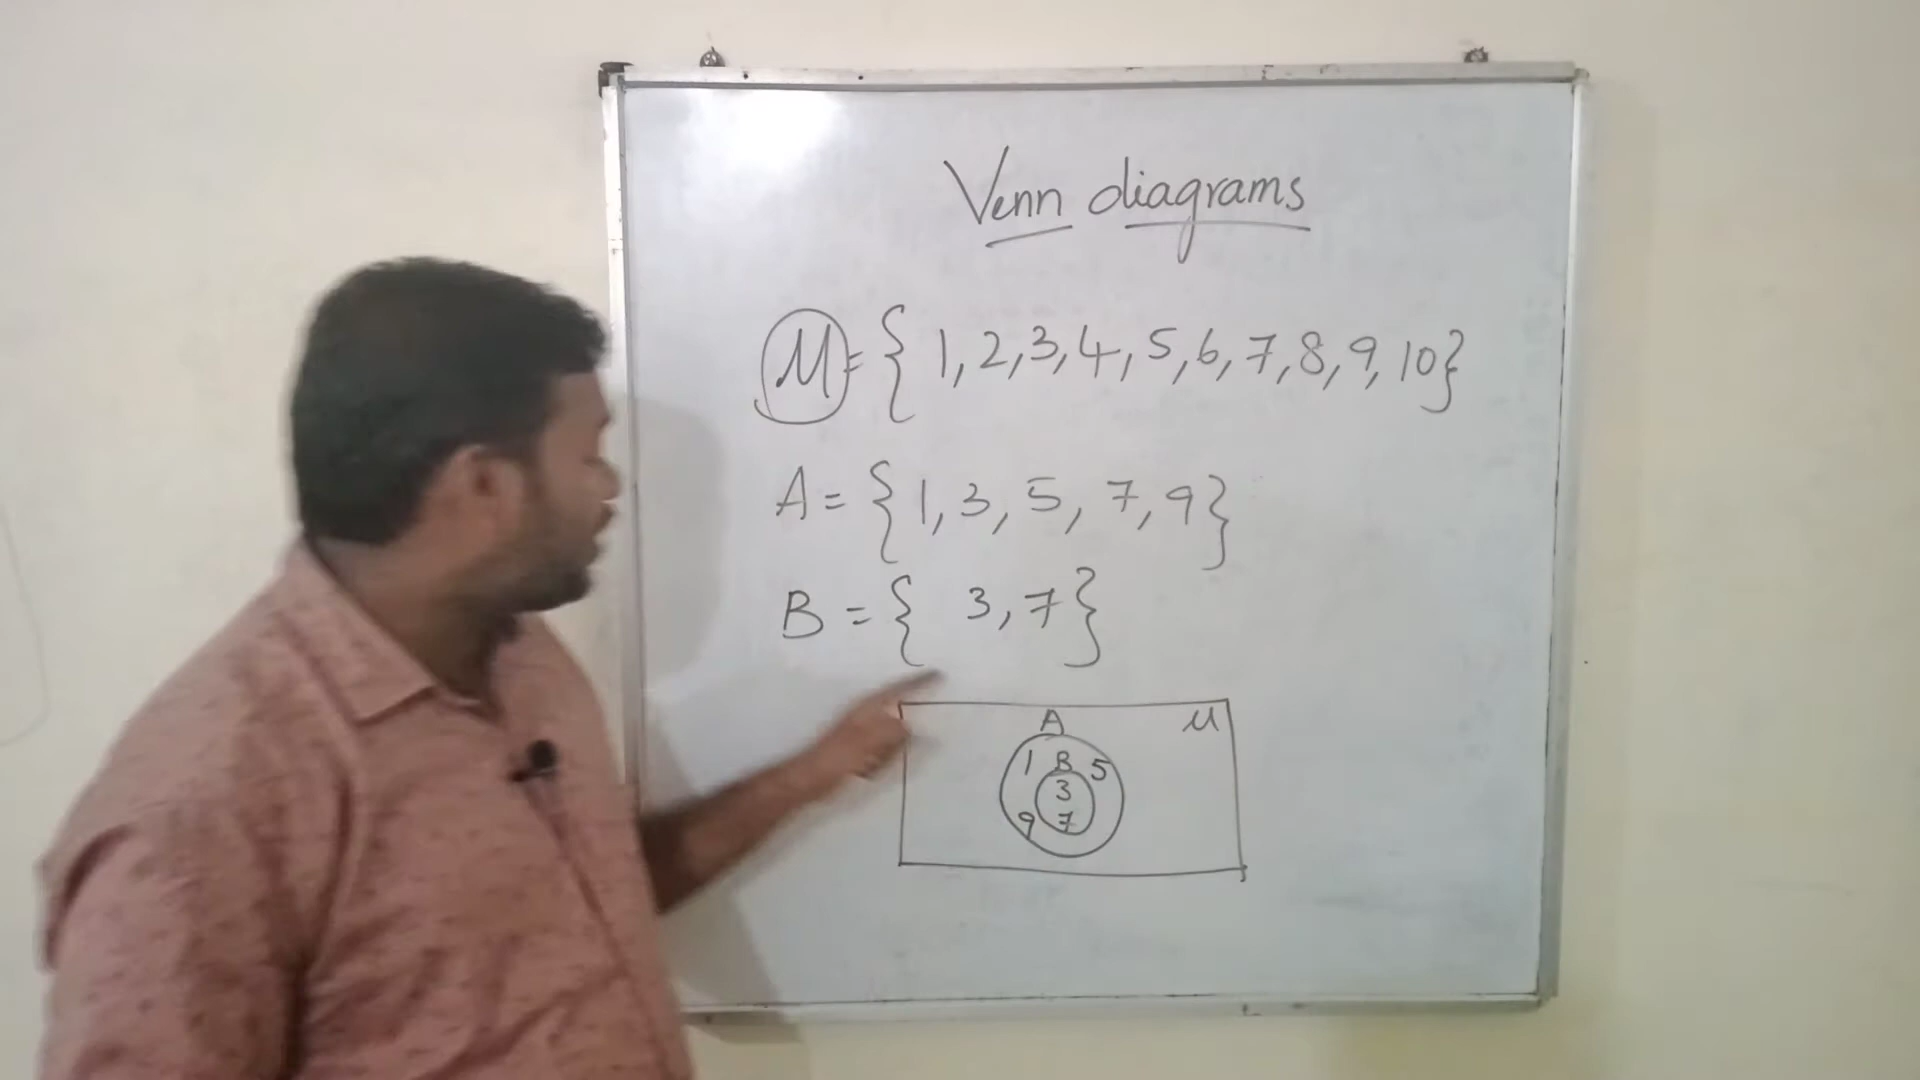 Venn diagrams
μ = { 1, 2, 3, 4, 5, 6, 7, 8, 9, 10}
A = { 1, 3, 5, 7, 9}
B = { 3, 7}
A μ
1 B 5
3
9 7